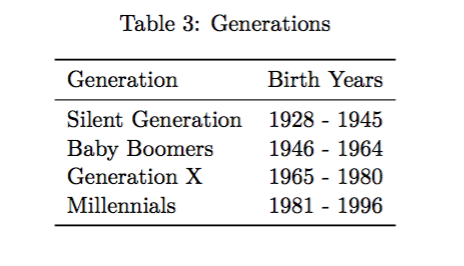 Table 3: Generations
Generation Birth Years
Silent Generation 1928 - 1945
Baby Boomers 1946 - 1964
Generation X 1965 - 1980
Millennials 1981 - 1996